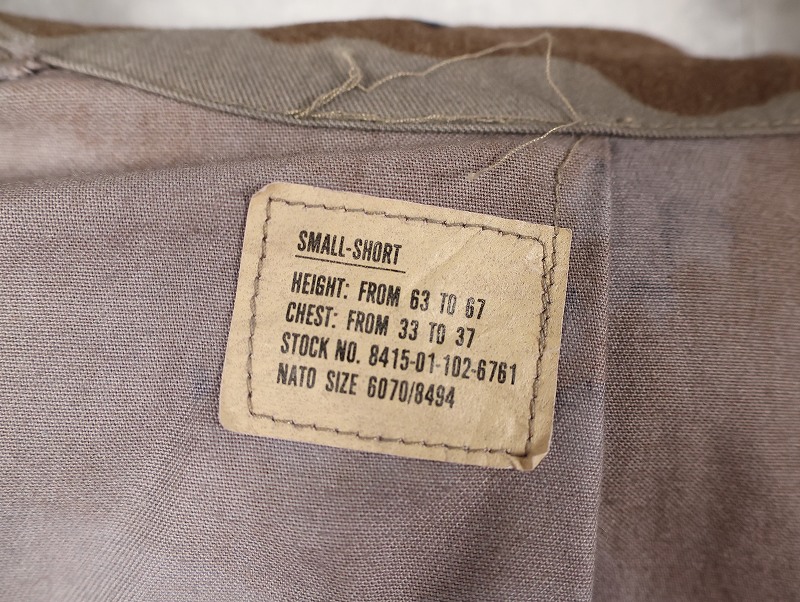 SMALL-SHORT
HEIGHT: FROM 63 TO 67
CHEST: FROM 33 TO 37
STOCK NO. 8415-01-102-6761
NATO SIZE 6070/8494